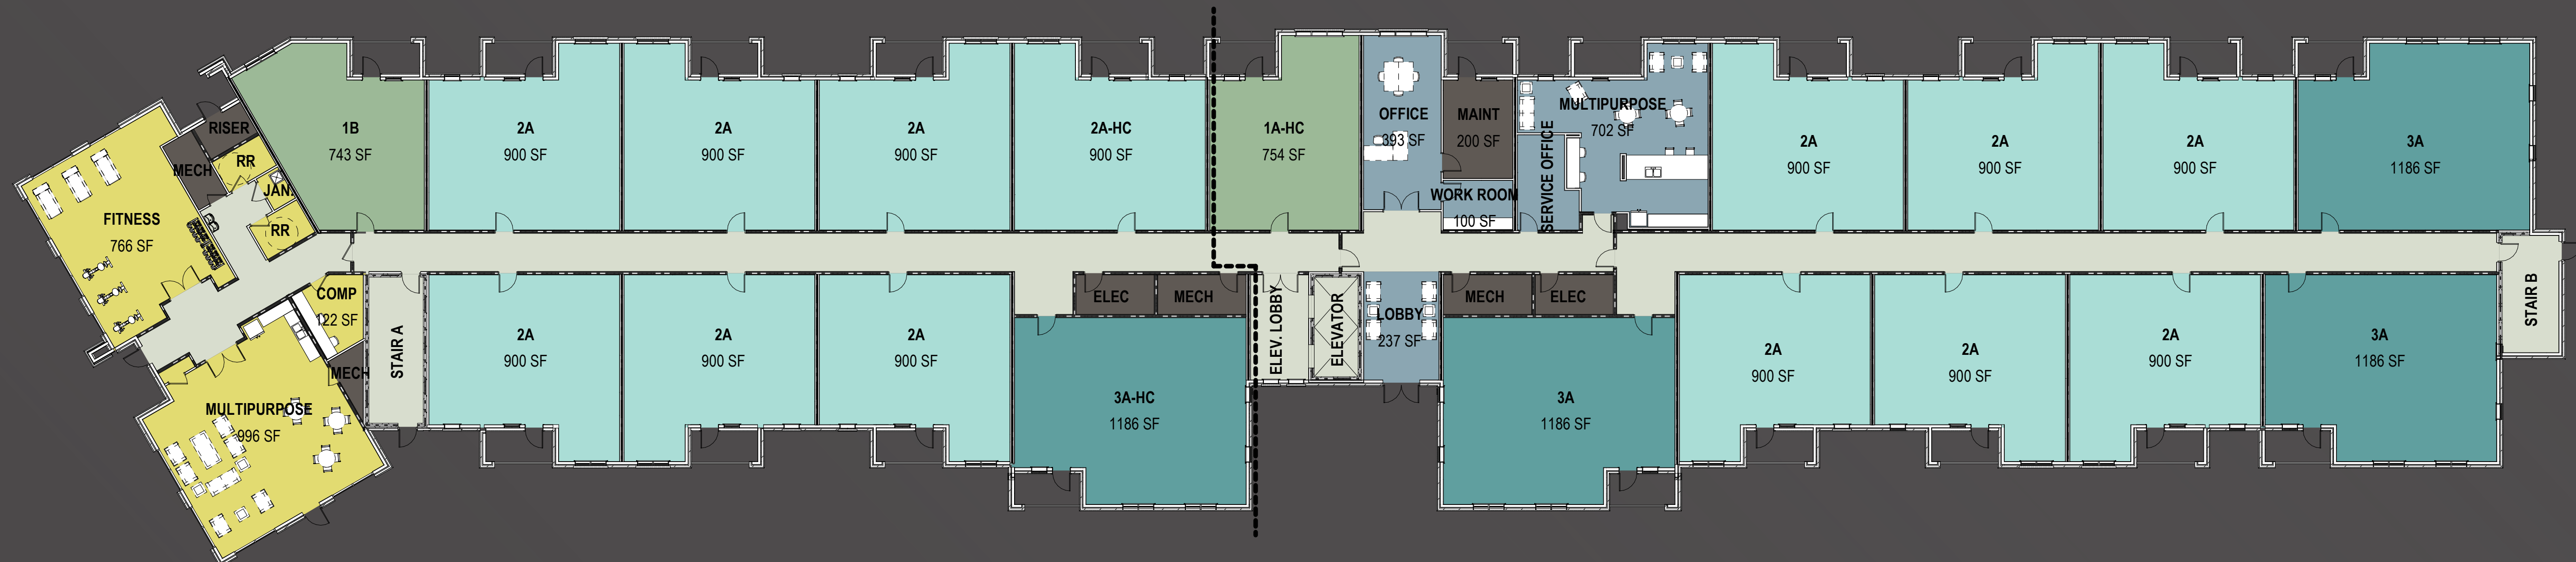 RISER
1B
743 SF
2A
900 SF
2A
900 SF
2A
900 SF
2A-HC
900 SF
1A-HC
754 SF
OFFICE
393 SF
MAINT
200 SF
WORK ROOM
100 SF
SERVICE OFFICE
MULTIPURPOSE
702 SF
2A
900 SF
2A
900 SF
2A
900 SF
3A
1186 SF
RR
MECH
JAN.
RR
FITNESS
766 SF
COMP
122 SF
MECH
MULTIPURPOSE
996 SF
STAIR A
2A
900 SF
2A
900 SF
2A
900 SF
ELEC
MECH
3A-HC
1186 SF
ELEV. LOBBY
ELEVATOR
LOBBY
237 SF
MECH
ELEC
3A
1186 SF
2A
900 SF
2A
900 SF
2A
900 SF
3A
1186 SF
STAIR B